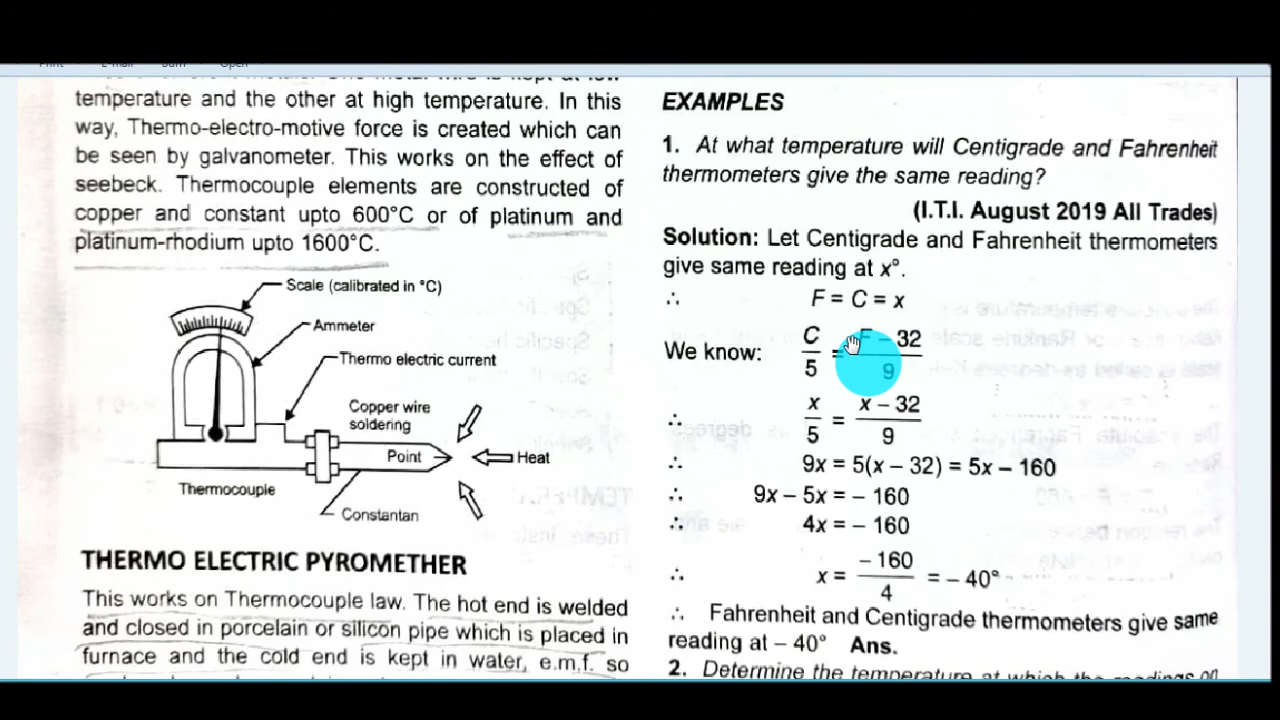 temperature and the other at high temperature. In this
way, Thermo-electro-motive force is created which can
be seen by galvanometer. This works on the effect of
seebeck. Thermocouple elements are constructed of
copper and constant upto 600°C or of platinum and
platinum-rhodium upto 1600°C.
Scale (calibrated in °C)
Ammeter
Thermo electric current
Copper wire
soldering
Point
Heat
Thermocouple
Constantan
THERMO ELECTRIC PYROMETHER
This works on Thermocouple law. The hot end is welded
and closed in porcelain or silicon pipe which is placed in
furnace and the cold end is kept in water, e.m.f. so
EXAMPLES
1. At what temperature will Centigrade and Fahrenheit
thermometers give the same reading?
(I.T.I. August 2019 All Trades)
Solution: Let Centigrade and Fahrenheit thermometers
give same reading at x°.
∴ F = C = x
We know: C/5 = F – 32/9
∴ x/5 = x – 32/9
∴ 9x = 5(x – 32) = 5x – 160
∴ 9x – 5x = – 160
∴ 4x = – 160
∴ x = – 160/4 = – 40°
∴ Fahrenheit and Centigrade thermometers give same
reading at – 40° Ans.
2. Determine the temperature at which the readings on